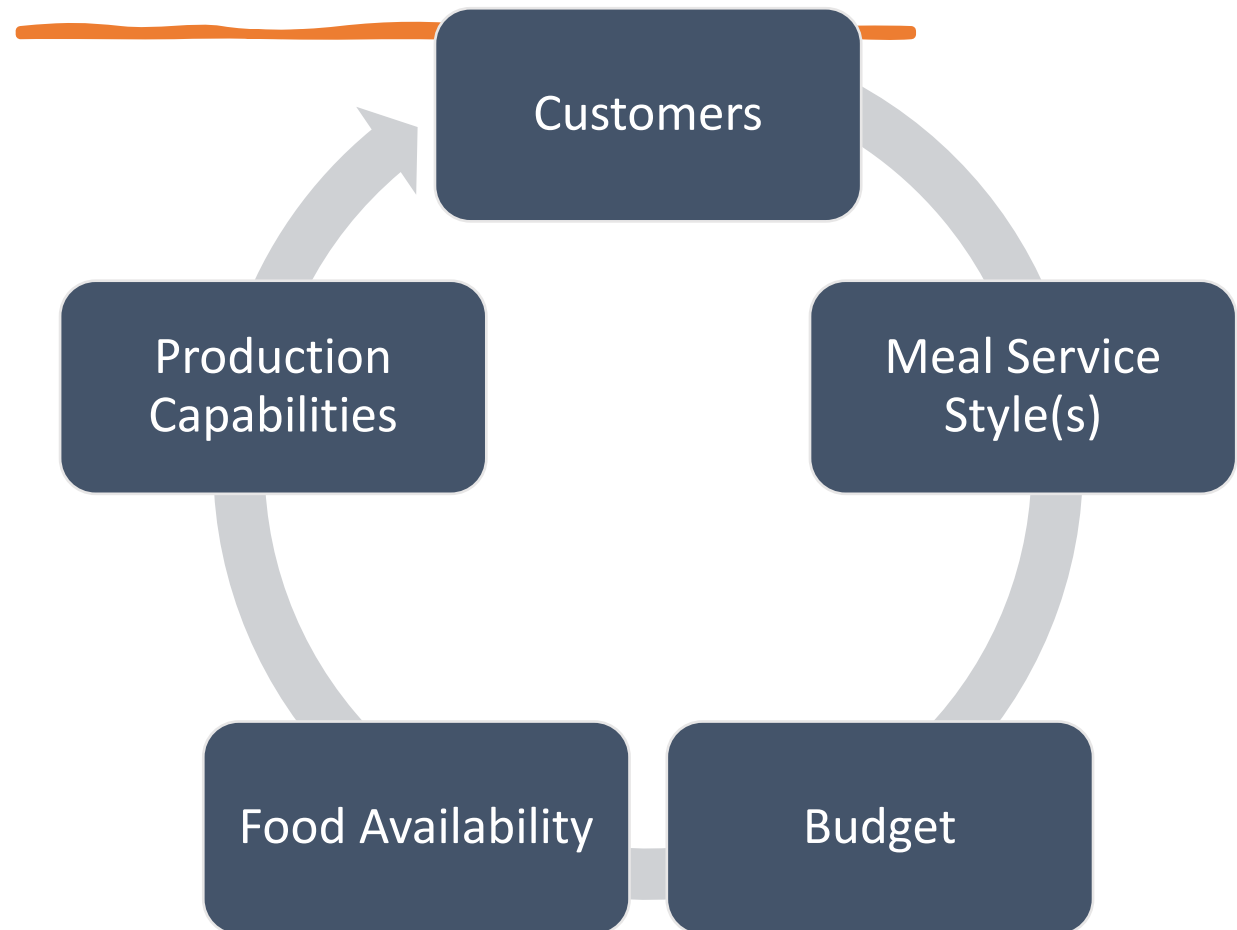 Customers
Meal Service
Style(s)
Budget
Food Availability
Production
Capabilities